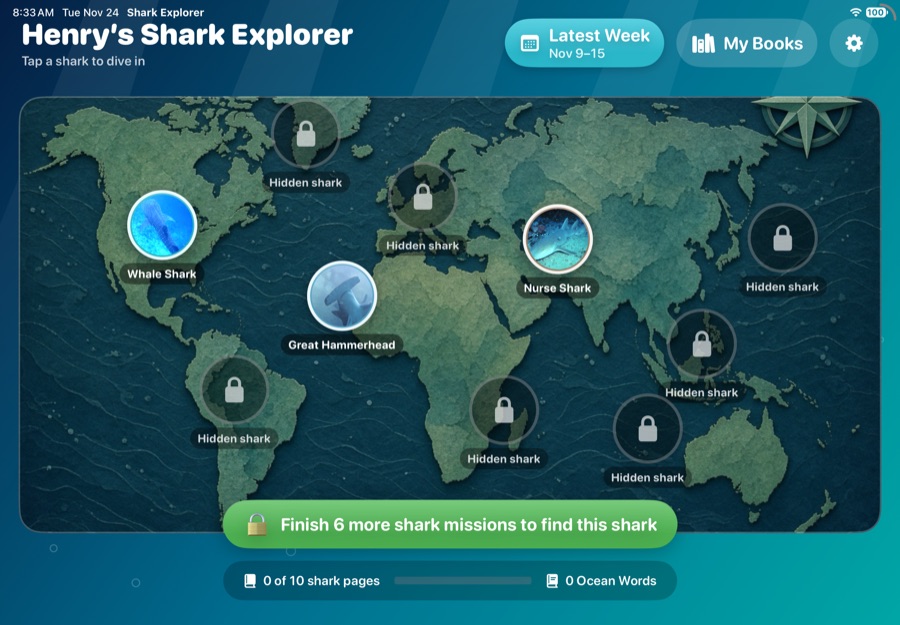 8:33 AM Tue Nov 24 Shark Explorer
100
Henry's Shark Explorer
Tap a shark to dive in
Latest Week
Nov 9–15
My Books
Hidden shark
Hidden shark
Whale Shark
Nurse Shark
Hidden shark
Great Hammerhead
Hidden shark
Hidden shark
Hidden shark
Hidden shark
Finish 6 more shark missions to find this shark
0 of 10 shark pages
0 Ocean Words